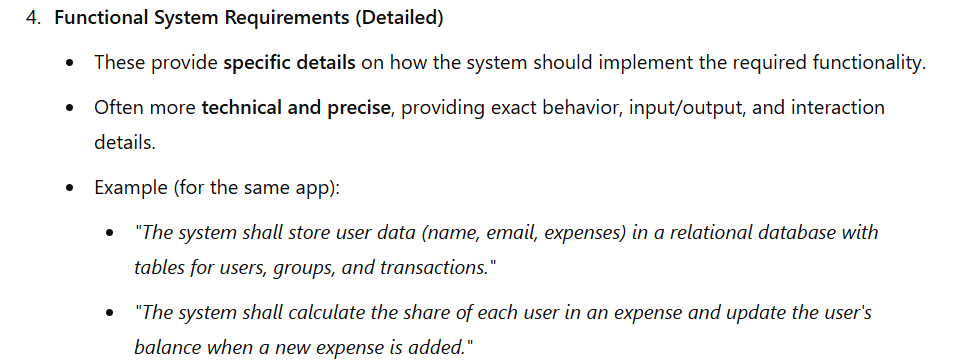 4. Functional System Requirements (Detailed)
• These provide specific details on how the system should implement the required functionality.
• Often more technical and precise, providing exact behavior, input/output, and interaction
details.
• Example (for the same app):
• "The system shall store user data (name, email, expenses) in a relational database with
tables for users, groups, and transactions."
• "The system shall calculate the share of each user in an expense and update the user's
balance when a new expense is added."